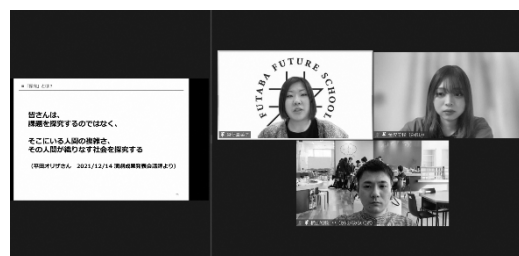 皆さんは、
課題を探究するのではなく、
そこにいる人間の複雑さ、
その人間が織りなす社会を探究する
(平田オリザさん 2021/12/14 演劇成果発表会講評より)
FUTABA FUTURE SCHOOL